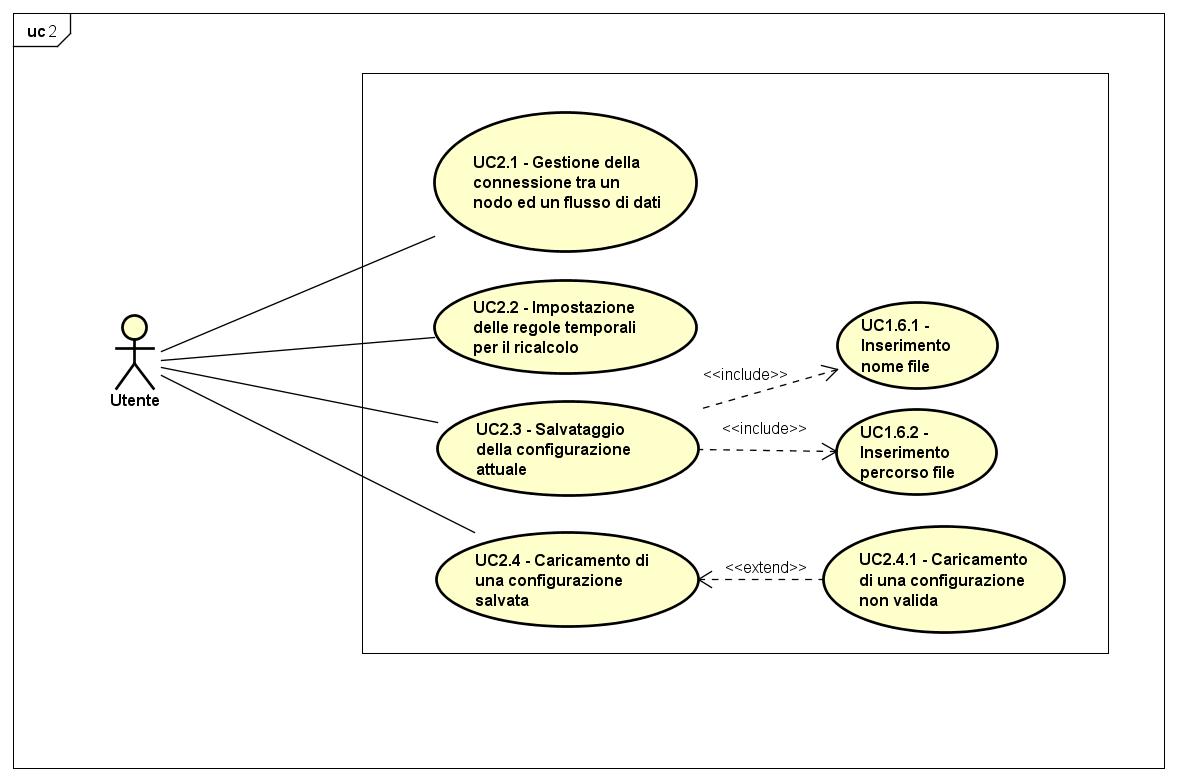 uc 2
UC2.1 - Gestione della
connessione tra un
nodo ed un flusso di dati
UC2.2 - Impostazione
delle regole temporali
per il ricalcolo
UC1.6.1 -
Inserimento
nome file
<<include>>
Utente
UC2.3 - Salvataggio
della configurazione
attuale
<<include>>
UC1.6.2 -
Inserimento
percorso file
UC2.4 - Caricamento di
una configurazione
salvata
<<extend>>
UC2.4.1 - Caricamento
di una configurazione
non valida